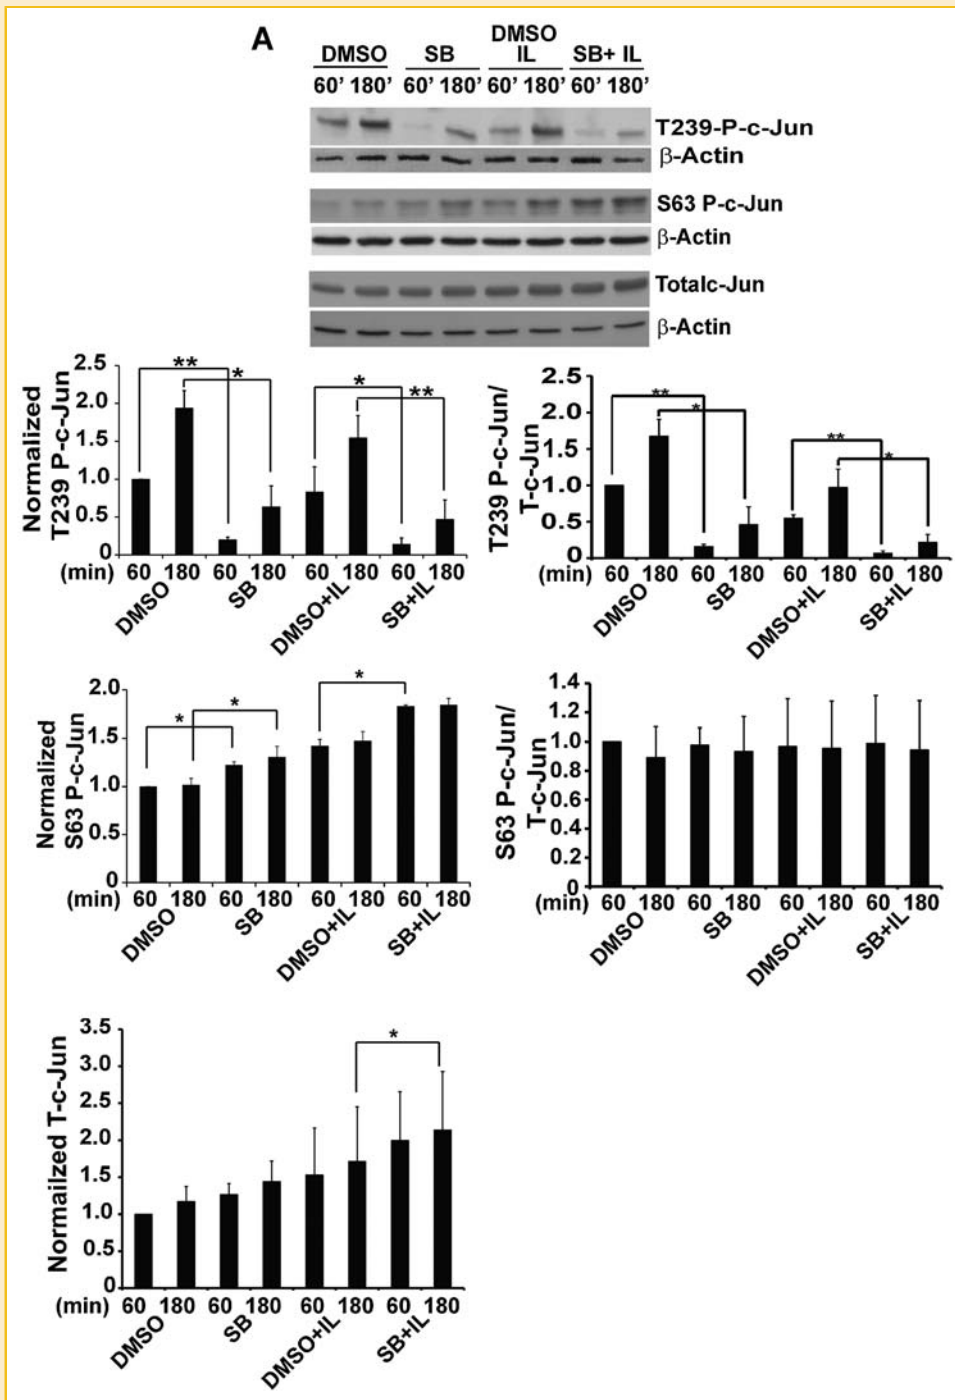 A
DMSO SB DMSO IL SB+ IL
60’ 180’ 60’ 180’ 60’ 180’ 60’ 180’
T239-P-c-Jun
β-Actin
S63 P-c-Jun
β-Actin
Totalc-Jun
β-Actin
Normalized
T239 P-c-Jun
2.5
2.0
1.5
1.0
0.5
0
** * * **
(min) 60 180 60 180 60 180 60 180
DMSO SB DMSO+IL SB+IL
T239 P-c-Jun/
T-c-Jun
2.5
2.0
1.5
1.0
0.5
0
** * ** *
(min) 60 180 60 180 60 180 60 180
DMSO SB DMSO+IL SB+IL
Normalized
S63 P-c-Jun
2.0
1.5
1.0
0.5
0
* * *
(min) 60 180 60 180 60 180 60 180
DMSO SB DMSO+IL SB+IL
S63 P-c-Jun/
T-c-Jun
1.4
1.2
1.0
0.8
0.6
0.4
0.2
0
(min) 60 180 60 180 60 180 60 180
DMSO SB DMSO+IL SB+IL
Normailzed T-c-Jun
3.5
3.0
2.5
2.0
1.5
1.0
0.5
0
*
(min) 60 180 60 180 60 180 60 180
DMSO SB DMSO+IL SB+IL